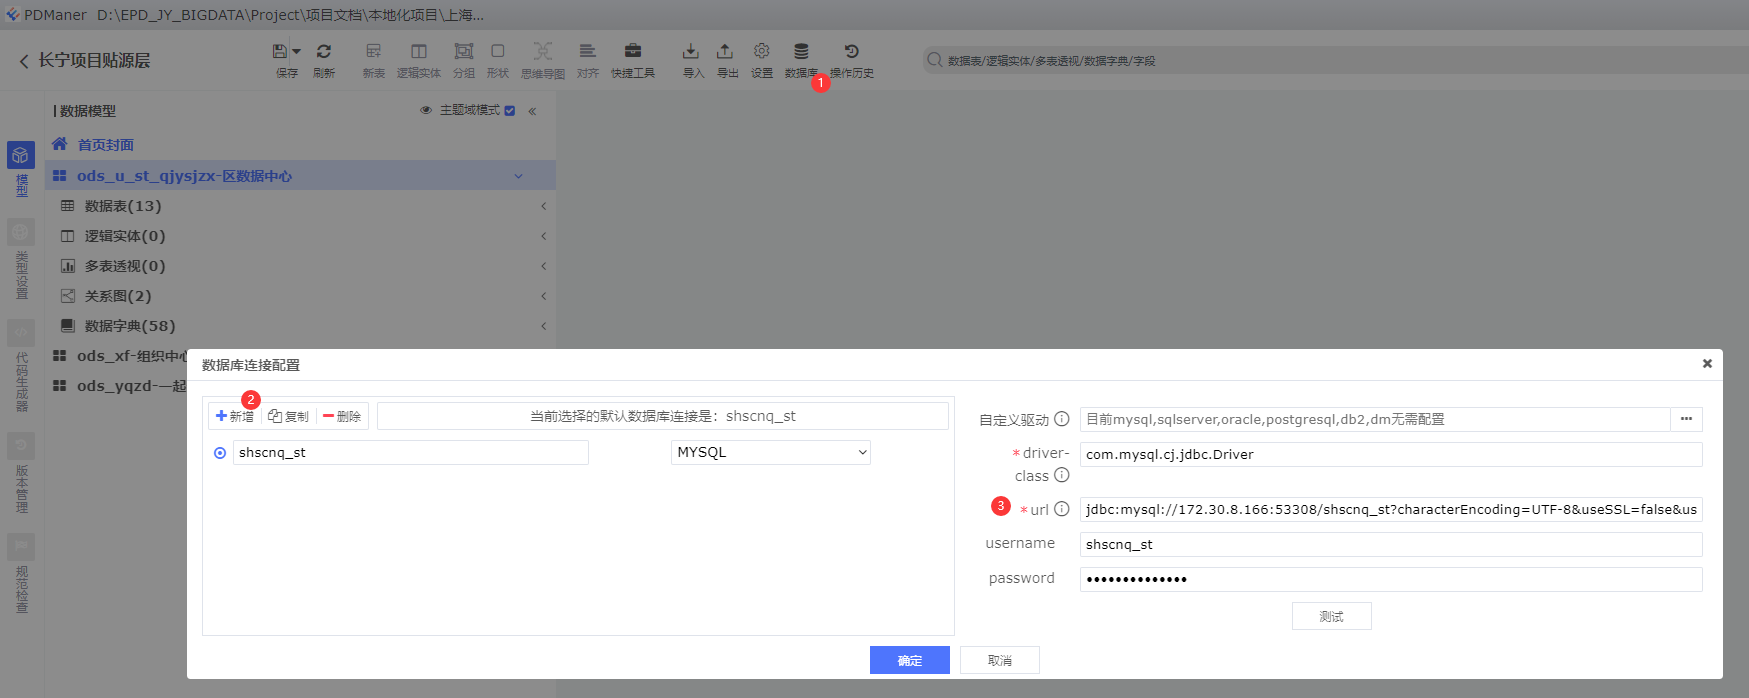 PDManer D:\EPD_JY_BIGDATA\Project\项目文档\本地化项目\上海...
长宁项目贴源层
保存
刷新
新表
逻辑实体
分组
形状
思维导图
对齐
快捷工具
导入
导出
设置
数据库
操作历史
数据表/逻辑实体/多表透视/数据字典/字段
1
模型
类型设置
代码生成器
版本管理
规范检查
数据模型
主题域模式
首页封面
ods_u_st_qjysjzx-区数据中心
数据表(13)
逻辑实体(0)
多表透视(0)
关系图(2)
数据字典(58)
ods_xf-组织中心
ods_yqzd-一起
数据库连接配置
2
新增
复制
删除
当前选择的默认数据库连接是：shscnq_st
shscnq_st
MYSQL
自定义驱动
目前mysql,sqlserver,oracle,postgresql,db2,dm无需配置
*driver-class
com.mysql.cj.jdbc.Driver
3
*url
jdbc:mysql://172.30.8.166:53308/shscnq_st?characterEncoding=UTF-8&useSSL=false&us
username
shscnq_st
password
••••••••••••••
测试
确定
取消